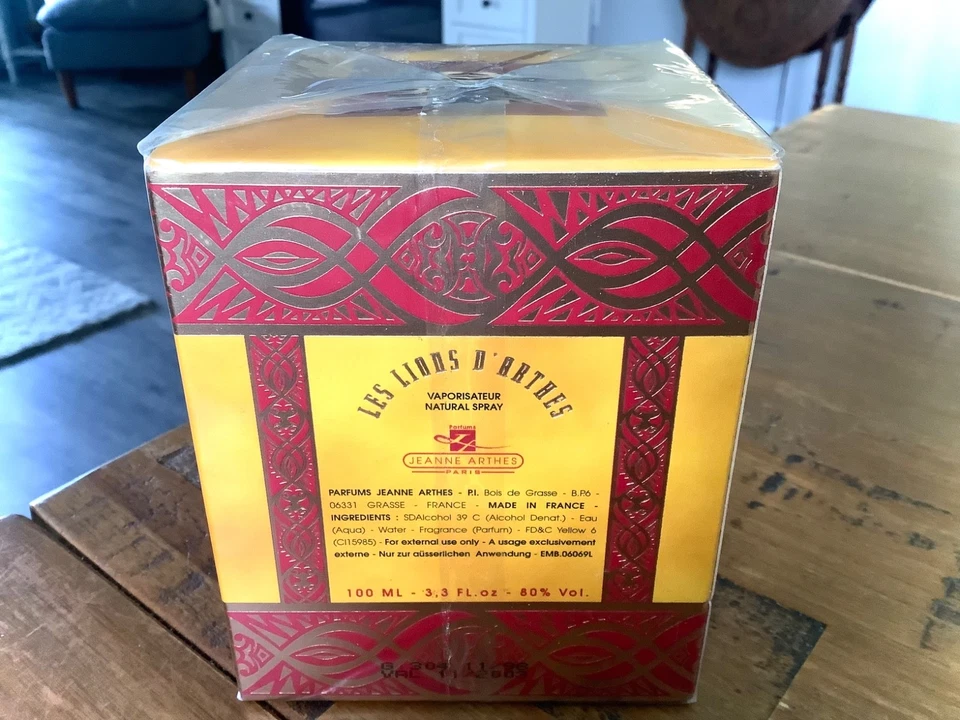 LES LIONS D'ARTHES
VAPORISATEUR
NATURAL SPRAY
Parfums
JEANNE ARTHES
PARIS
PARFUMS JEANNE ARTHES - P.I. Bois de Grasse - B.P.6 -
06331 GRASSE - FRANCE - MADE IN FRANCE -
INGREDIENTS : SDAlcohol 39 C (Alcohol Denat.) - Eau
(Aqua) - Water - Fragrance (Parfum) - FD&C Yellow 6
(CI15985) - For external use only - A usage exclusivement
externe - Nur zur aüsserlichen Anwendung - EMB.06069L
100 ML - 3,3 FL.oz - 80% Vol.